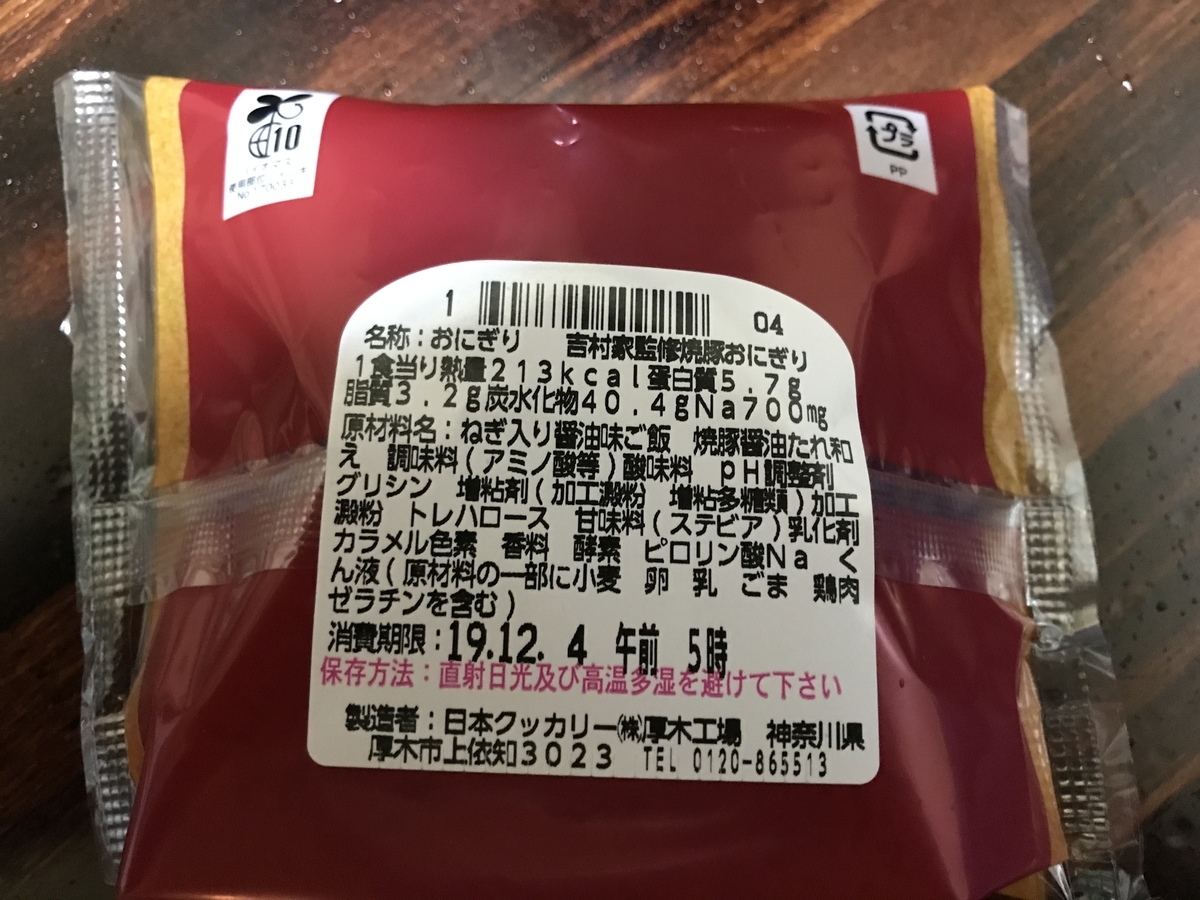 10
No.
プラ
PP
1 04
名称:おにぎり 吉村家監修焼豚おにぎり
1食当り熱量213kcal蛋白質5.7g
脂質3.2g炭水化物40.4gNa700mg
原材料名:ねぎ入り醤油味ご飯 焼豚醤油たれ和
え 調味料(アミノ酸等)酸味料 pH調整剤
グリシン 増粘剤(加工澱粉 増粘多糖類)加工
澱粉 トレハロース 甘味料(ステビア)乳化剤
カラメル色素 香料 酵素 ピロリン酸Na く
ん液(原材料の一部に小麦 卵 乳 ごま 鶏肉
ゼラチンを含む)
消費期限:19.12. 4 午前 5時
保存方法:直射日光及び高温多湿を避けて下さい
製造者:日本クッカリー㈱厚木工場 神奈川県
厚木市上依知3023 TEL 0120-865513